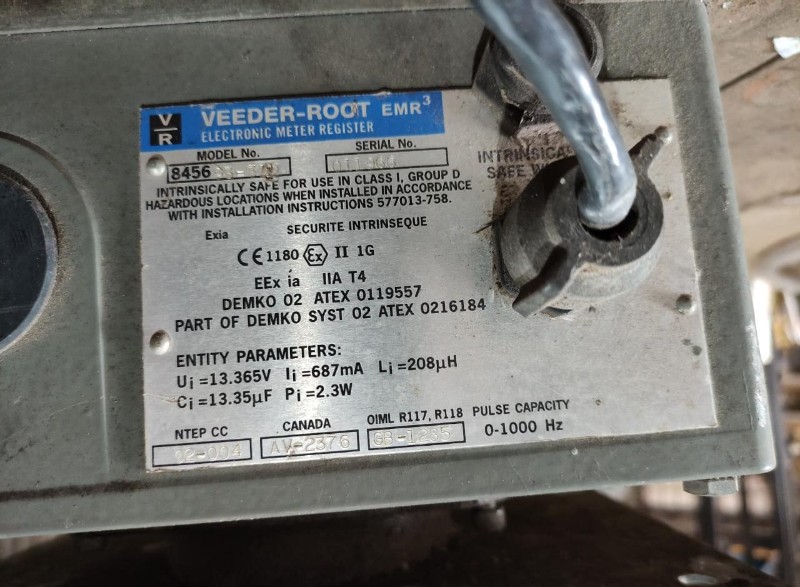 V
R
VEEDER-ROOT EMR³
ELECTRONIC METER REGISTER
MODEL No. SERIAL No.
8456
INTRINSICALLY SAFE FOR USE IN CLASS I, GROUP D
HAZARDOUS LOCATIONS WHEN INSTALLED IN ACCORDANCE
WITH INSTALLATION INSTRUCTIONS 577013-758.
INTRINSICA
SAFE
Exia SECURITE INTRINSEQUE
CE 1180 Ex II 1G
EEx ia IIA T4
DEMKO 02 ATEX 0119557
PART OF DEMKO SYST 02 ATEX 0216184
ENTITY PARAMETERS:
Ui =13.365V Ii =687mA Li =208µH
Ci =13.35µF Pi =2.3W
NTEP CC CANADA OIML R117, R118 PULSE CAPACITY
02-004 AV-2376 GB-1285 0-1000 Hz